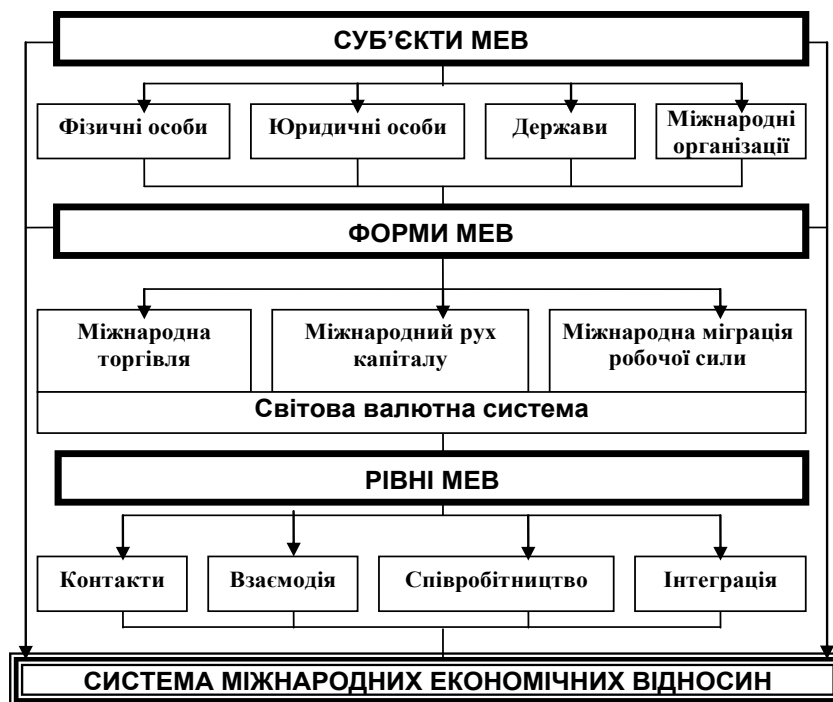 СУБ’ЄКТИ МЕВ
Фізичні особи
Юридичні особи
Держави
Міжнародні
організації
ФОРМИ МЕВ
Міжнародна
торгівля
Міжнародний рух
капіталу
Міжнародна міграція
робочої сили
Світова валютна система
РІВНІ МЕВ
Контакти
Взаємодія
Співробітництво
Інтеграція
СИСТЕМА МІЖНАРОДНИХ ЕКОНОМІЧНИХ ВІДНОСИН